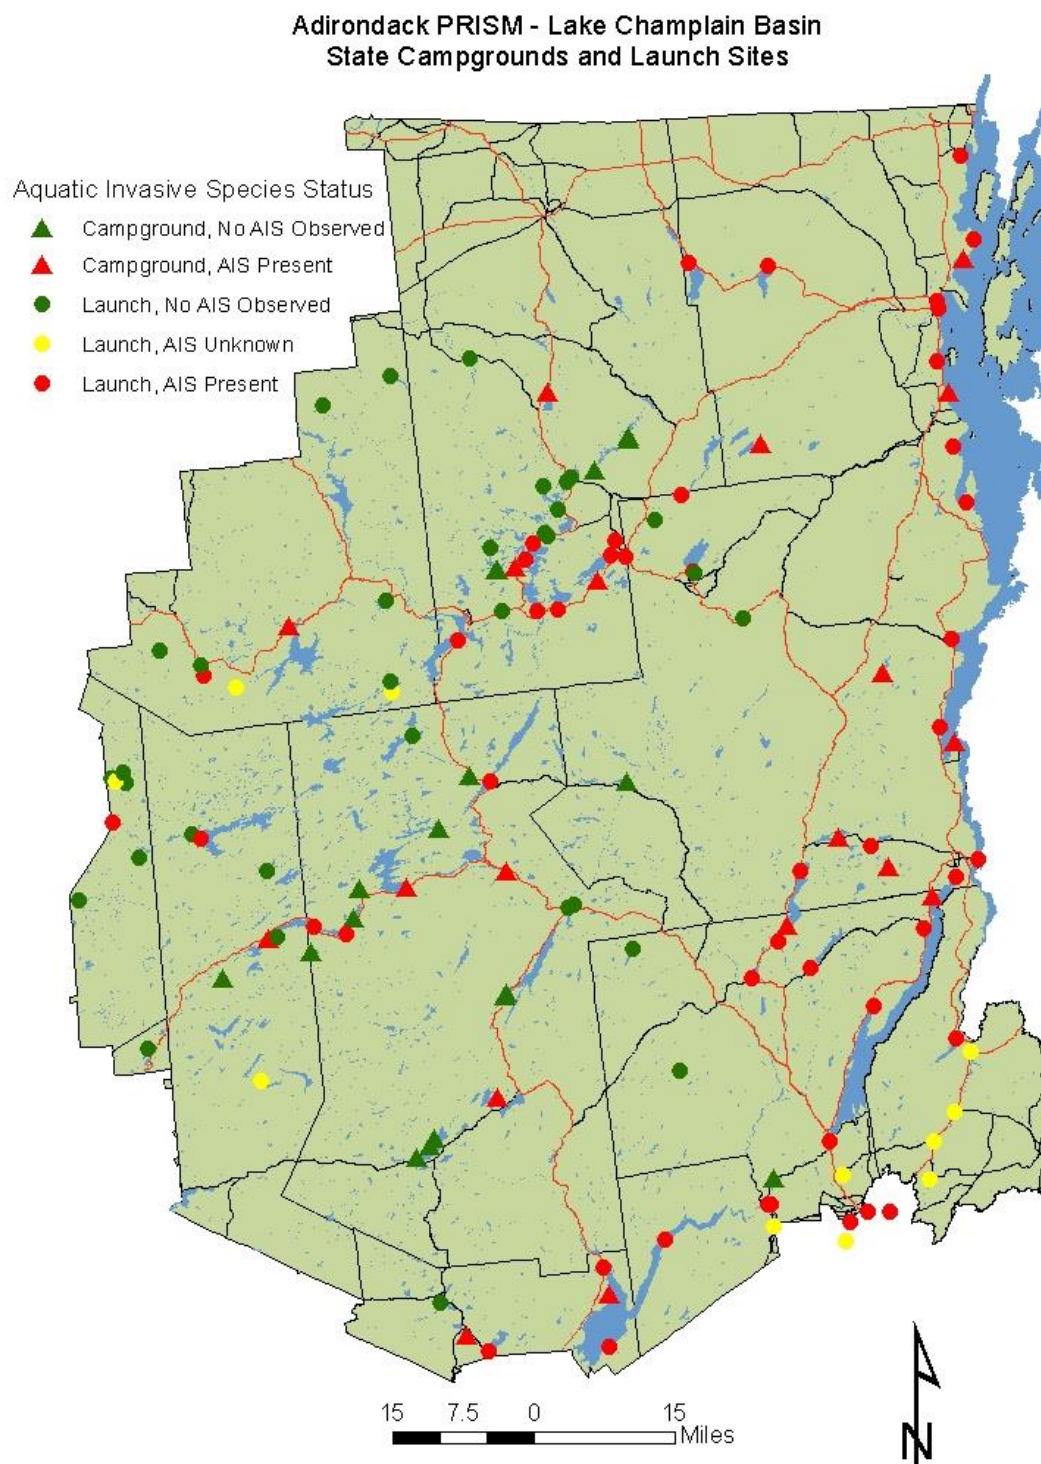 Adirondack PRISM - Lake Champlain Basin
State Campgrounds and Launch Sites
Aquatic Invasive Species Status
Campground, No AIS Observed
Campground, AIS Present
Launch, No AIS Observed
Launch, AIS Unknown
Launch, AIS Present
15 7.5 0 15
Miles
N